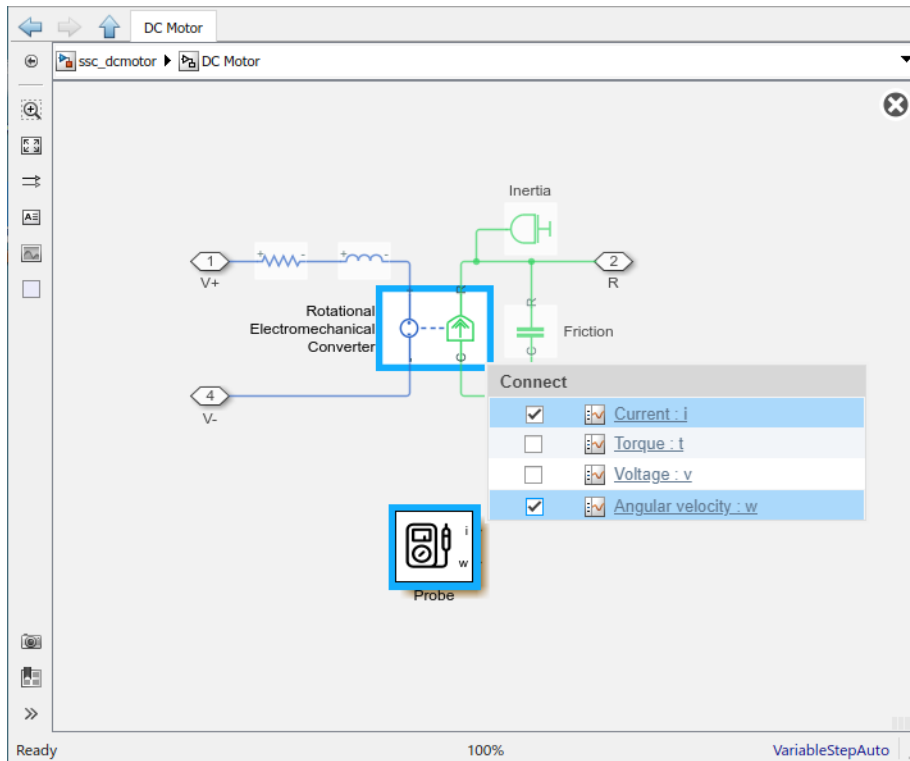 DC Motor
ssc_dcmotor DC Motor
Inertia
1
V+
+ -
+ -
2
R
R
R
Rotational
Electromechanical
Converter
Friction
C
C
4
V-
Connect
Current : i
Torque : t
Voltage : v
Angular velocity : w
i
w
Probe
Ready 100% VariableStepAuto